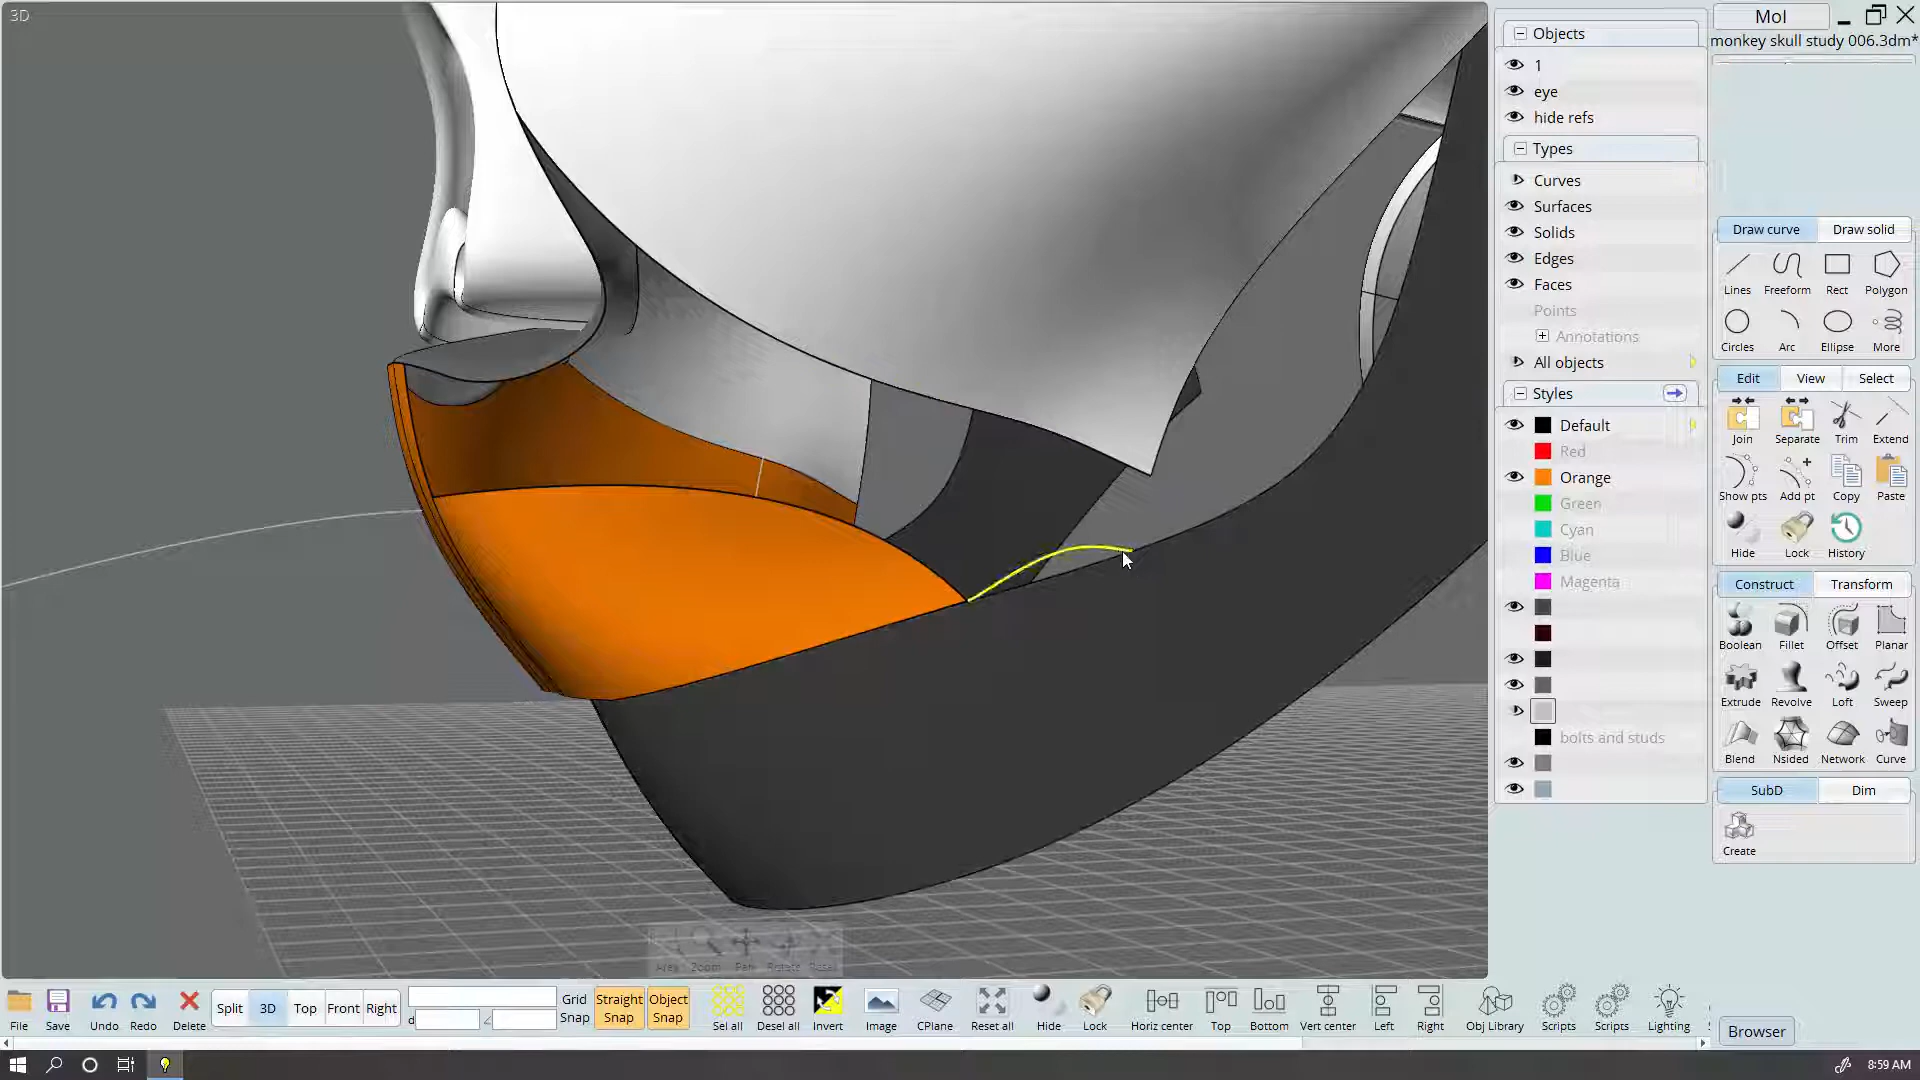 3D
Objects
1
eye
hide refs
Types
Curves
Surfaces
Solids
Edges
Faces
Points
Annotations
All objects
Styles
Default
Red
Orange
Green
Cyan
Blue
Magenta
bolts and studs
MoI
monkey skull study 006.3dm*
Draw curve Draw solid
Lines Freeform Rect Polygon
Circles Arc Ellipse More
Edit View Select
Join Separate Trim Extend
Show pts Add pt Copy Paste
Hide Lock History
Construct Transform
Boolean Fillet Offset Planar
Extrude Revolve Loft Sweep
Blend Nsided Network Curve
SubD Dim
Create
Area Zoom Pan Rotate Reset
File Save Undo Redo Delete
Split 3D Top Front Right
d
Grid Snap
Straight Snap
Object Snap
Sel all Desel all Invert Image CPlane Reset all Hide Lock Horiz center Top Bottom Vert center Left Right Obj Library Scripts Scripts Lighting
Browser
8:59 AM